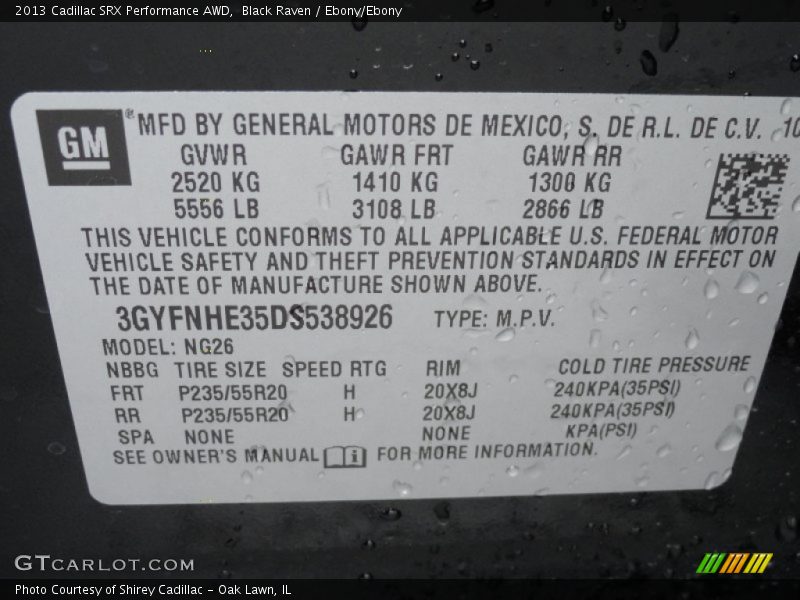 2013 Cadillac SRX Performance AWD, Black Raven / Ebony/Ebony
GM ® MFD BY GENERAL MOTORS DE MEXICO, S. DE R.L. DE C.V. 10
GVWR GAWR FRT GAWR RR
2520 KG 1410 KG 1300 KG
5556 LB 3108 LB 2866 LB
THIS VEHICLE CONFORMS TO ALL APPLICABLE U.S. FEDERAL MOTOR
VEHICLE SAFETY AND THEFT PREVENTION STANDARDS IN EFFECT ON
THE DATE OF MANUFACTURE SHOWN ABOVE.
3GYFNHE35DS538926 TYPE: M.P.V.
MODEL: NG26
NBBG TIRE SIZE SPEED RTG RIM COLD TIRE PRESSURE
FRT P235/55R20 H 20X8J 240KPA(35PSI)
RR P235/55R20 H 20X8J 240KPA(35PSI)
SPA NONE NONE KPA(PSI)
SEE OWNER'S MANUAL FOR MORE INFORMATION.
GTCARLOT.COM
Photo Courtesy of Shirey Cadillac - Oak Lawn, IL